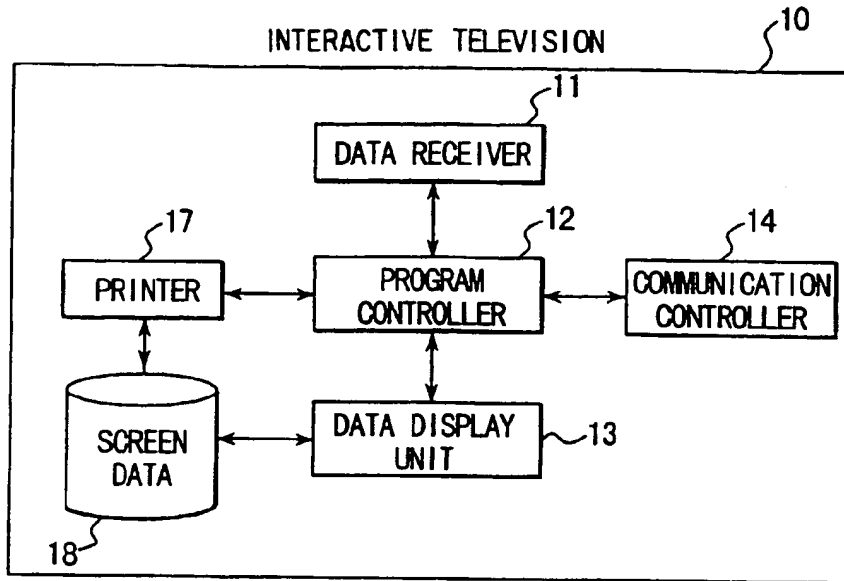 INTERACTIVE TELEVISION
10
11
DATA RECEIVER
17
12
14
PRINTER
PROGRAM
CONTROLLER
COMMUNICATION
CONTROLLER
SCREEN
DATA
DATA DISPLAY
UNIT
13
18